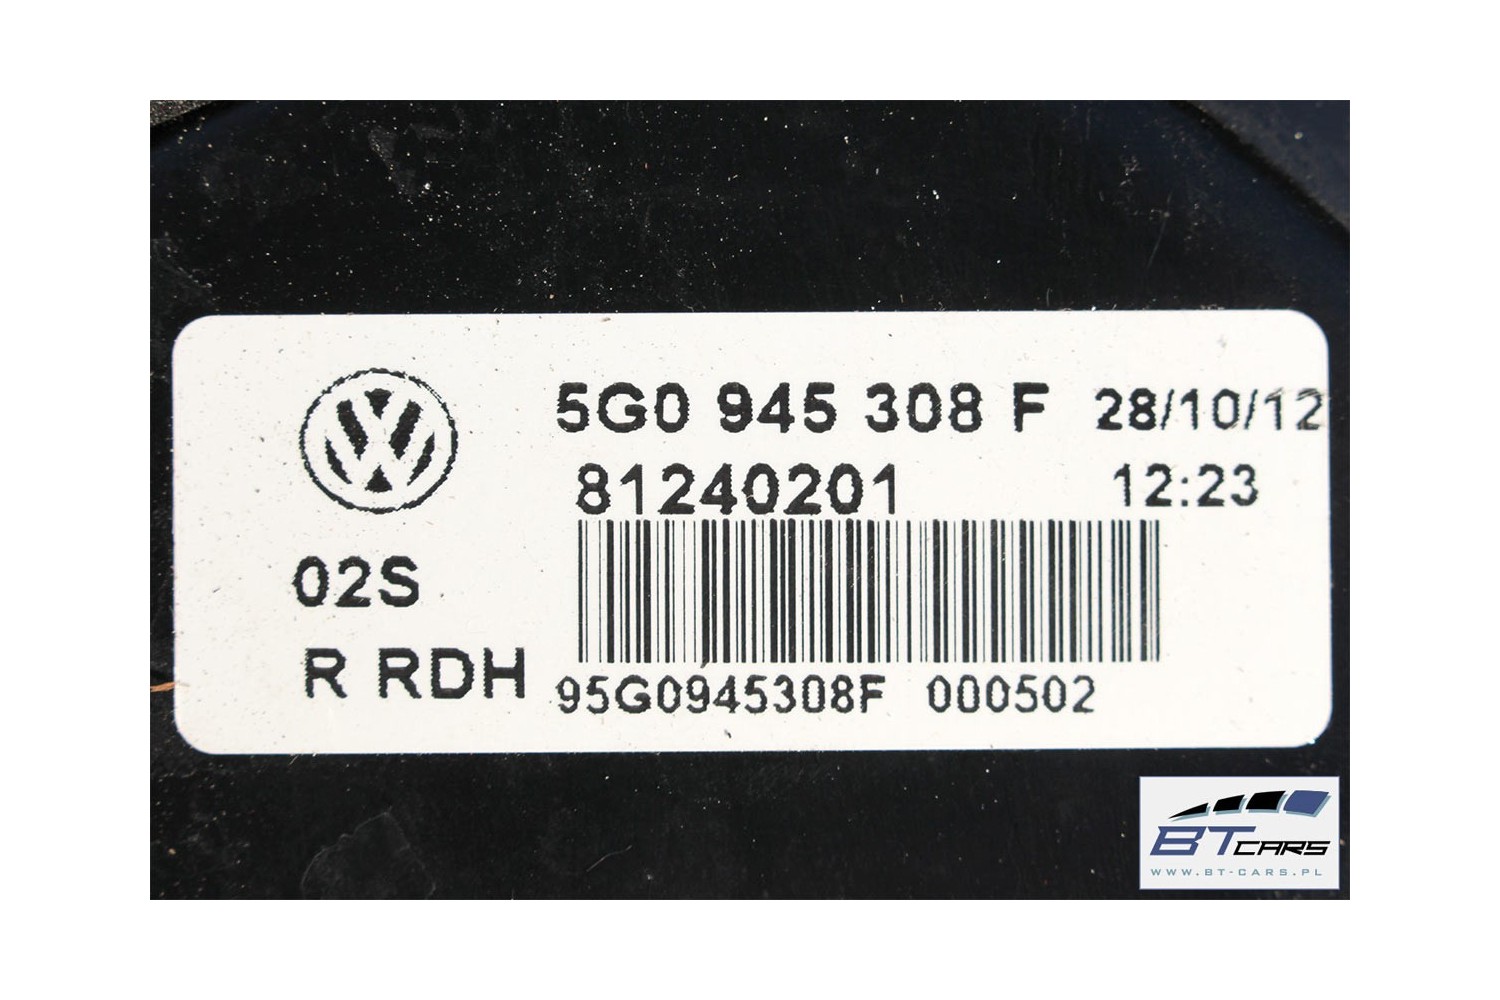 5G0 945 308 F 28/10/12
81240201 12:23
02S
R RDH
95G0945308F 000502
BT CARS
WWW.BT-CARS.PL